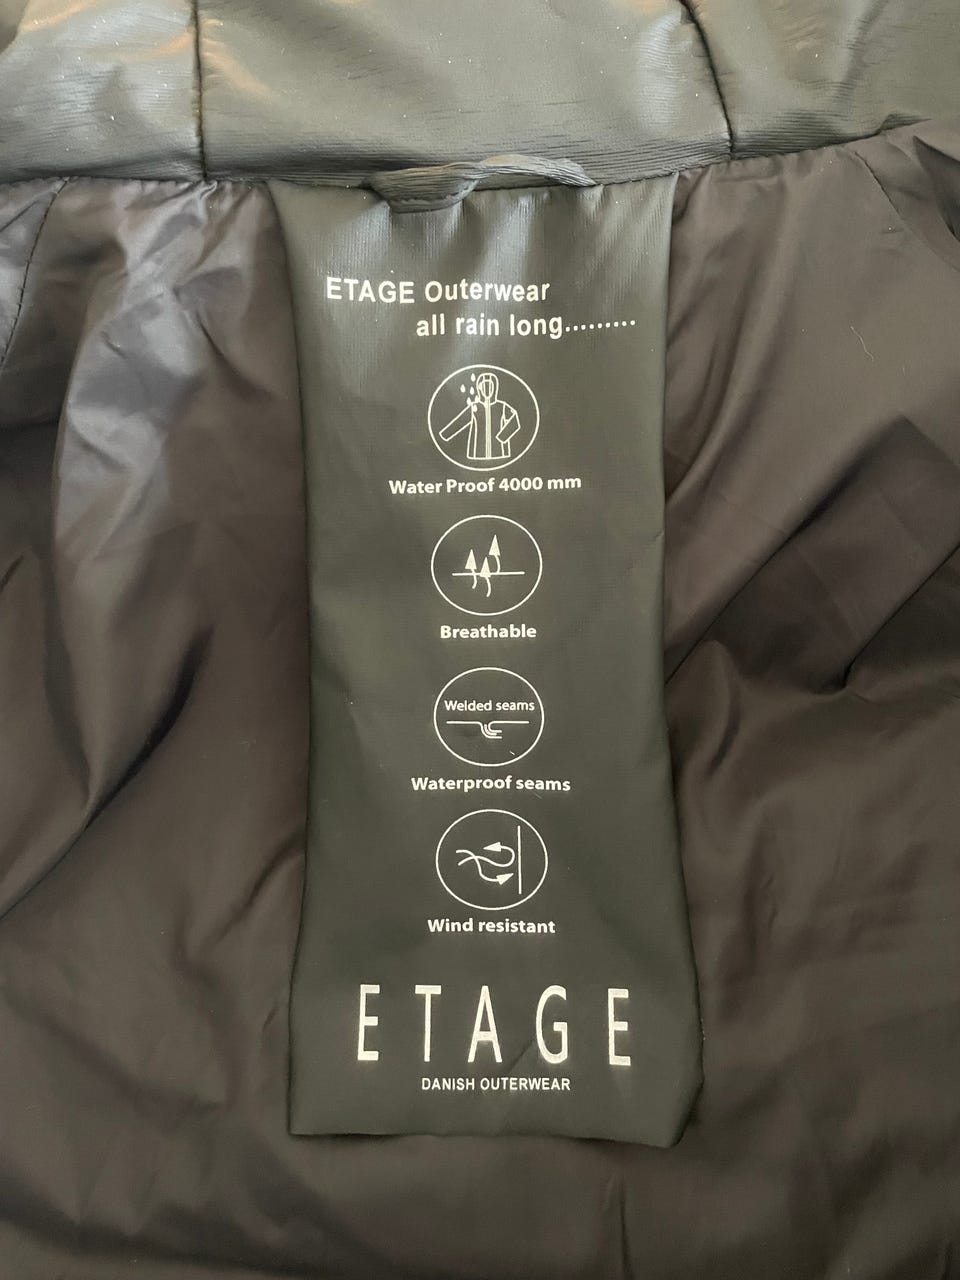 ETAGE Outerwear
all rain long.........
Water Proof 4000 mm
Breathable
Welded seams
Waterproof seams
Wind resistant
ETAGE
DANISH OUTERWEAR